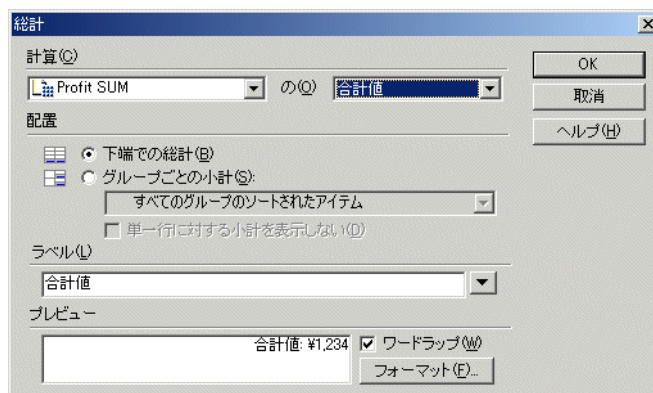 総計
計算(C)
Profit SUM の(O) 合計値
OK
取消
ヘルプ(H)
配置
下端での総計(B)
グループごとの小計(S):
すべてのグループのソートされたアイテム
単一行に対する小計を表示しない(D)
ラベル(L)
合計値
プレビュー
合計値: ¥1,234
ワードラップ(W)
フォーマット(F)...